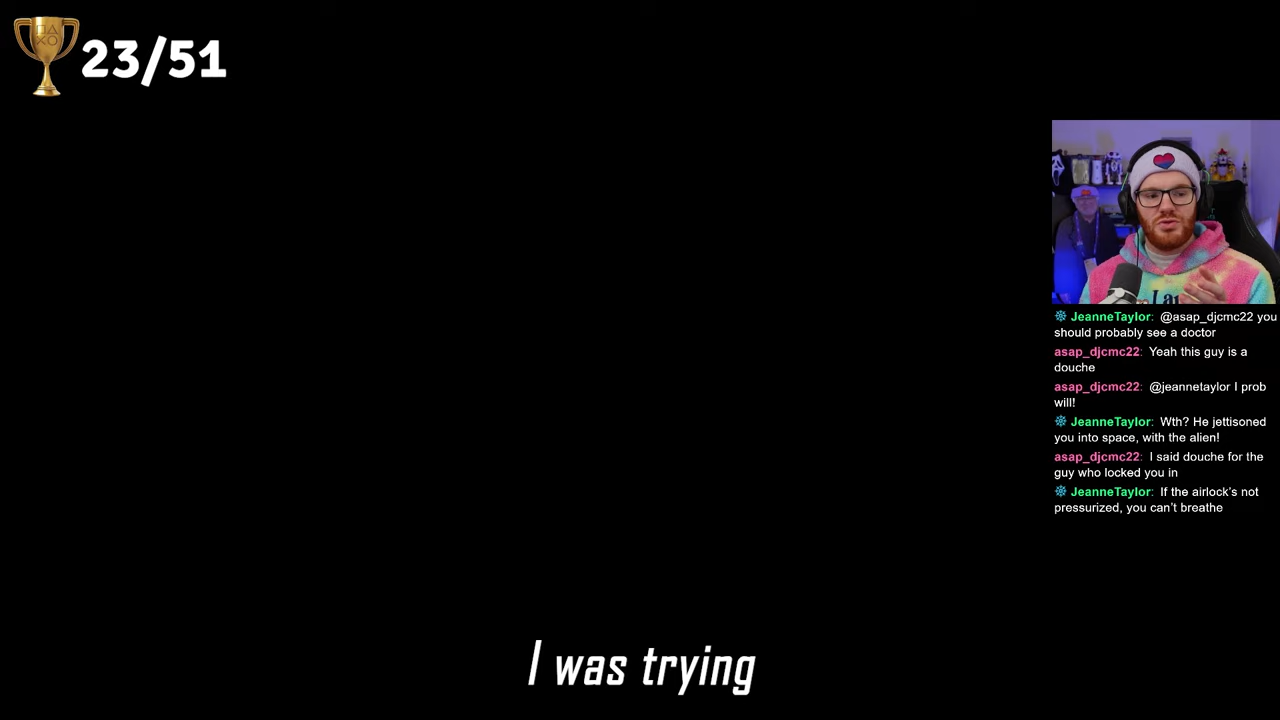 23/51
JeanneTaylor: @asap_djcmc22 you
should probably see a doctor
asap_djcmc22: Yeah this guy is a
douche
asap_djcmc22: @jeannetaylor I prob
will!
JeanneTaylor: Wth? He jettisoned
you into space, with the alien!
asap_djcmc22: I said douche for the
guy who locked you in
JeanneTaylor: If the airlock's not
pressurized, you can't breathe
I was trying